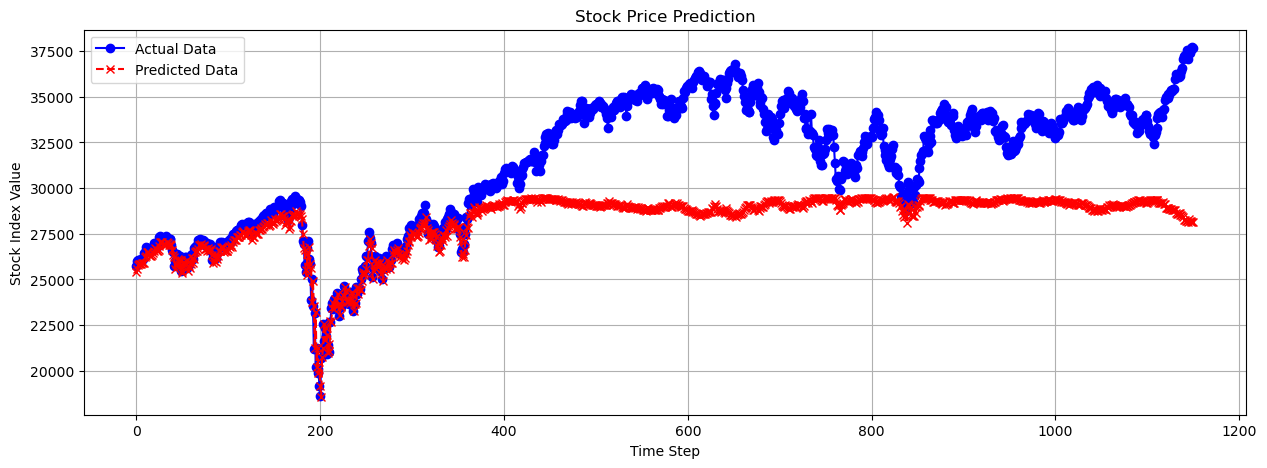 Stock Price Prediction
Actual Data
Predicted Data
Stock Index Value
37500
35000
32500
30000
27500
25000
22500
20000
0 200 400 600 800 1000 1200
Time Step